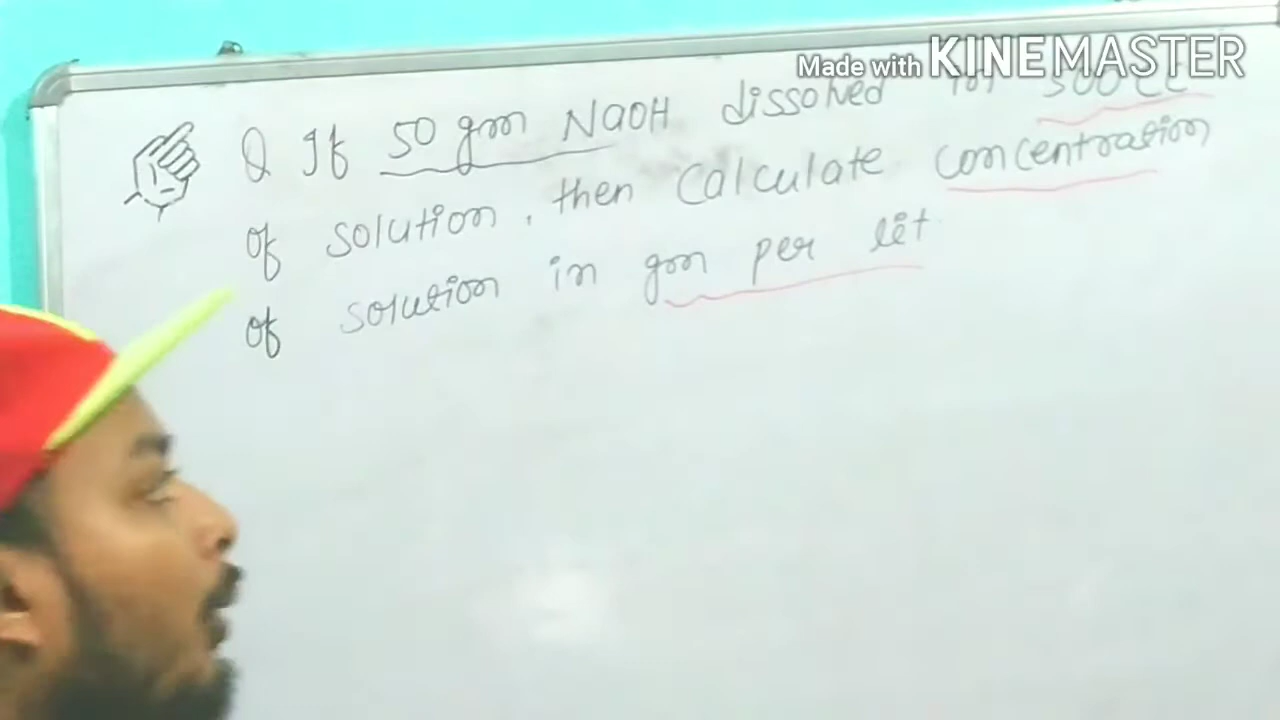 Made with KINEMASTER
Q If 50 gm NaOH dissolved in 500 CC
of solution, then Calculate concentration
of solution in gm per lit.